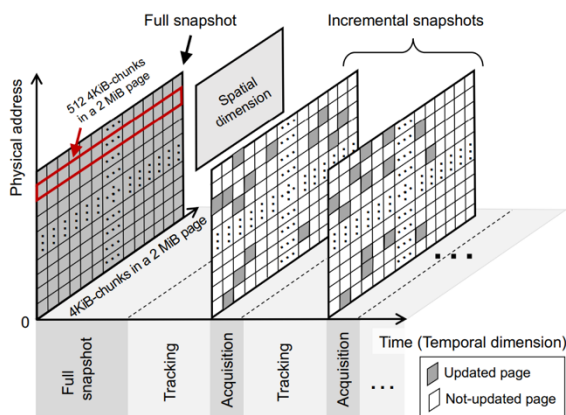 Full snapshot
Incremental snapshots
512 4KiB-chunks
in a 2 MiB page
Spatial
dimension
Physical address
4KiB-chunks in a 2 MiB page
0
Time (Temporal dimension)
Full
snapshot
Tracking
Acquisition
Tracking
Acquisition
Updated page
Not-updated page